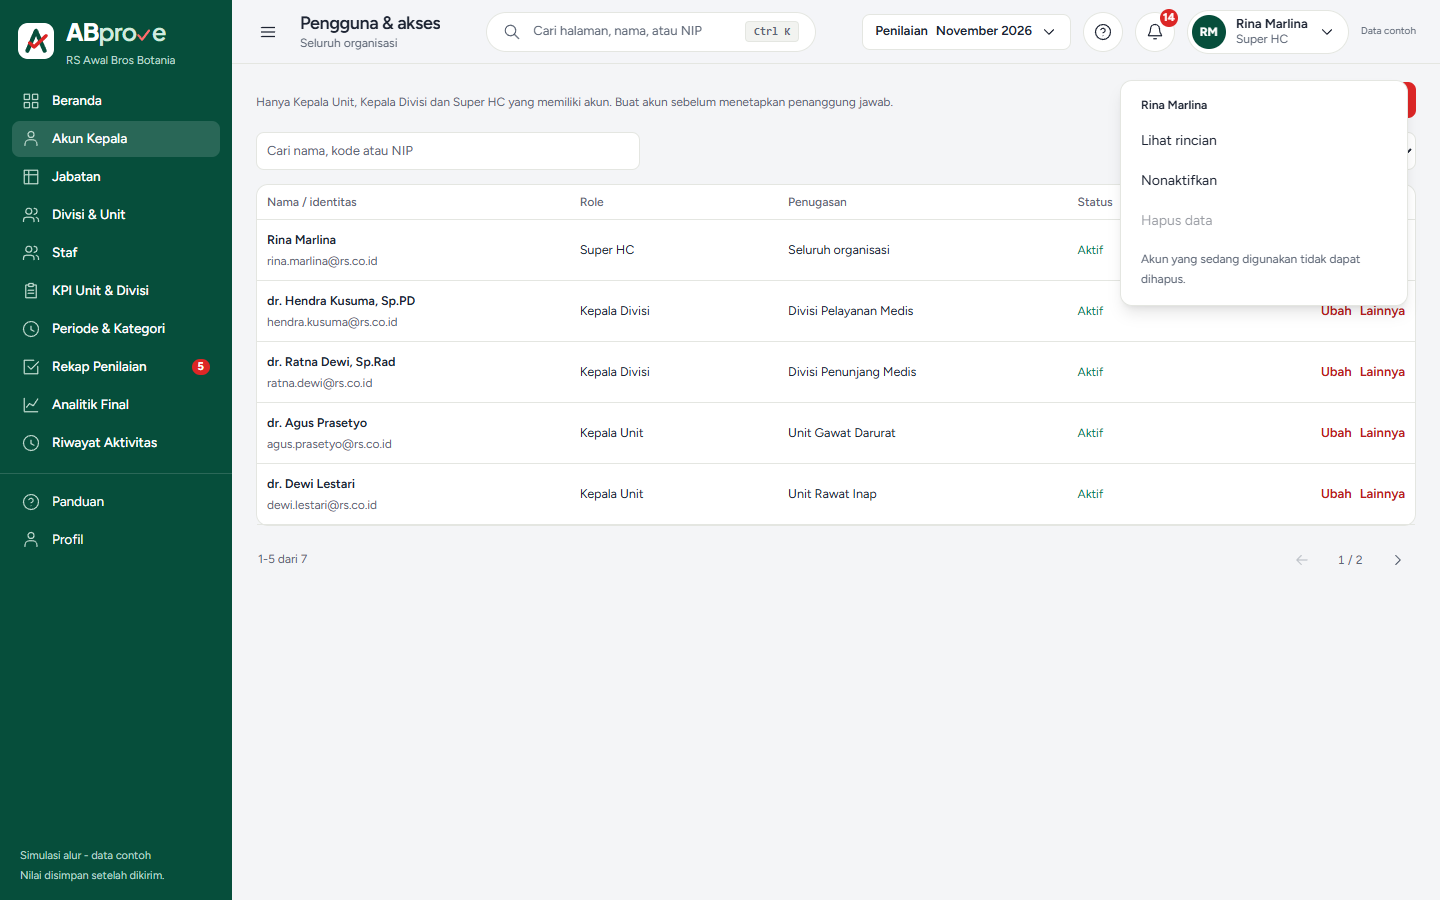 ABprove
RS Awal Bros Botania
Beranda
Akun Kepala
Jabatan
Divisi & Unit
Staf
KPI Unit & Divisi
Periode & Kategori
Rekap Penilaian 5
Analitik Final
Riwayat Aktivitas
Panduan
Profil
Simulasi alur - data contoh
Nilai disimpan setelah dikirim.
Pengguna & akses
Seluruh organisasi
Cari halaman, nama, atau NIP Ctrl K
Penilaian November 2026
14
RM
Rina Marlina
Super HC
Data contoh
Hanya Kepala Unit, Kepala Divisi dan Super HC yang memiliki akun. Buat akun sebelum menetapkan penanggung jawab.
Cari nama, kode atau NIP
Rina Marlina
Lihat rincian
Nonaktifkan
Hapus data
Akun yang sedang digunakan tidak dapat
dihapus.
Nama / identitas Role Penugasan Status
Rina Marlina
rina.marlina@rs.co.id
Super HC Seluruh organisasi Aktif
dr. Hendra Kusuma, Sp.PD
hendra.kusuma@rs.co.id
Kepala Divisi Divisi Pelayanan Medis Aktif Ubah Lainnya
dr. Ratna Dewi, Sp.Rad
ratna.dewi@rs.co.id
Kepala Divisi Divisi Penunjang Medis Aktif Ubah Lainnya
dr. Agus Prasetyo
agus.prasetyo@rs.co.id
Kepala Unit Unit Gawat Darurat Aktif Ubah Lainnya
dr. Dewi Lestari
dewi.lestari@rs.co.id
Kepala Unit Unit Rawat Inap Aktif Ubah Lainnya
1-5 dari 7
1 / 2